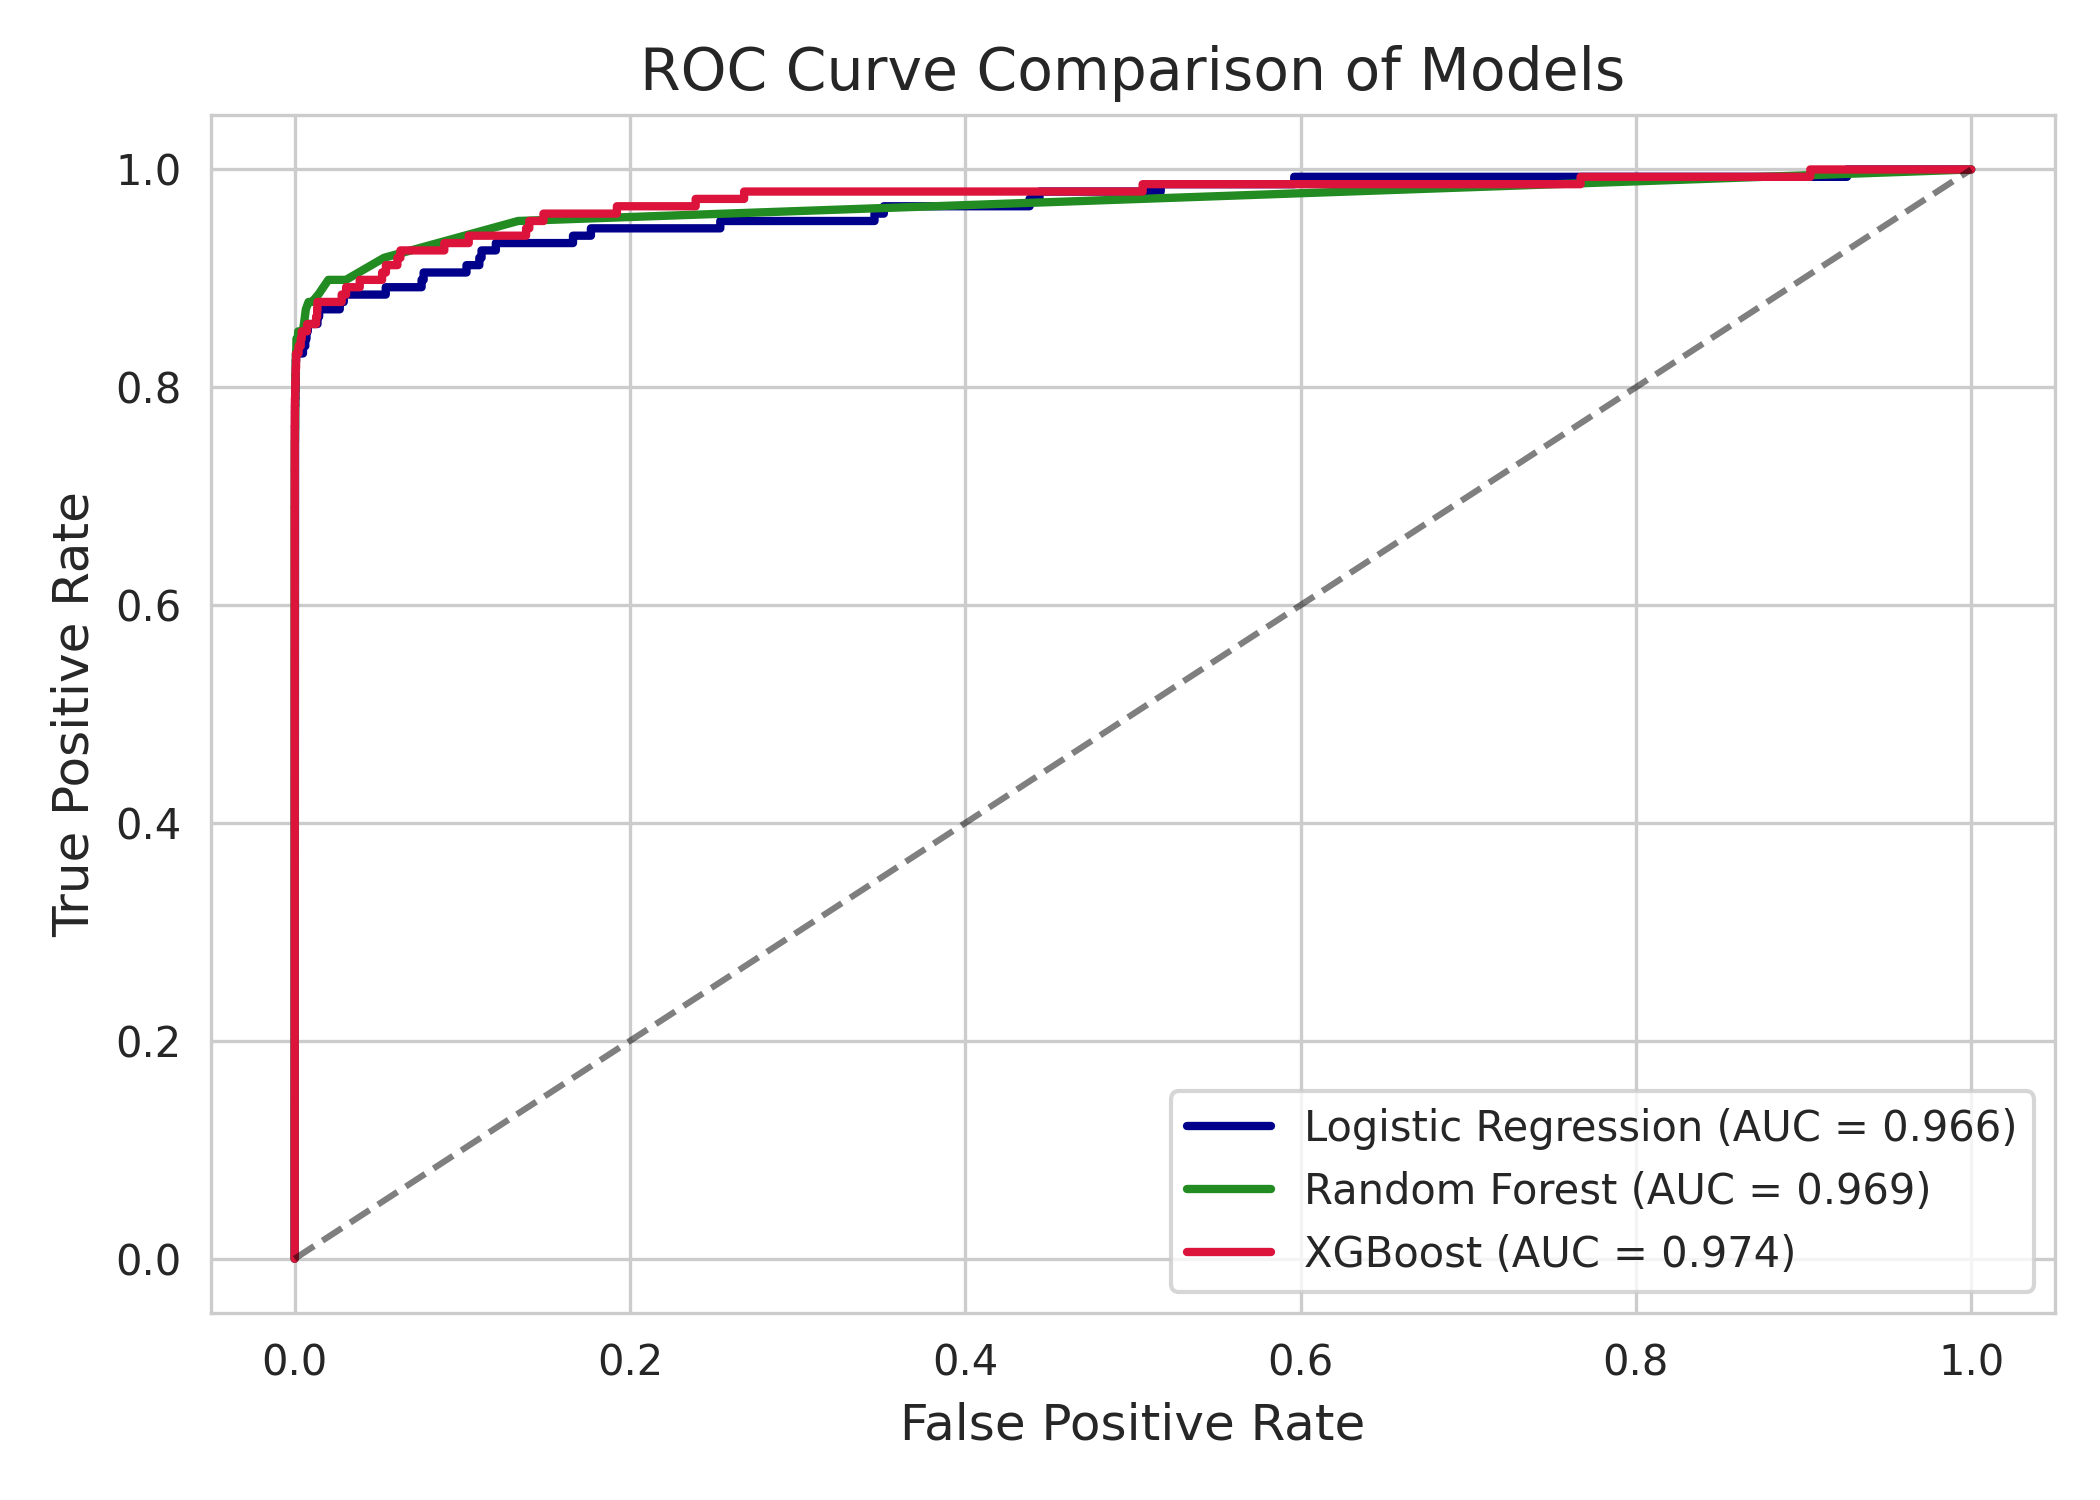 ROC Curve Comparison of Models
True Positive Rate
1.0
0.8
0.6
0.4
0.2
0.0
Logistic Regression (AUC = 0.966)
Random Forest (AUC = 0.969)
XGBoost (AUC = 0.974)
0.0 0.2 0.4 0.6 0.8 1.0
False Positive Rate